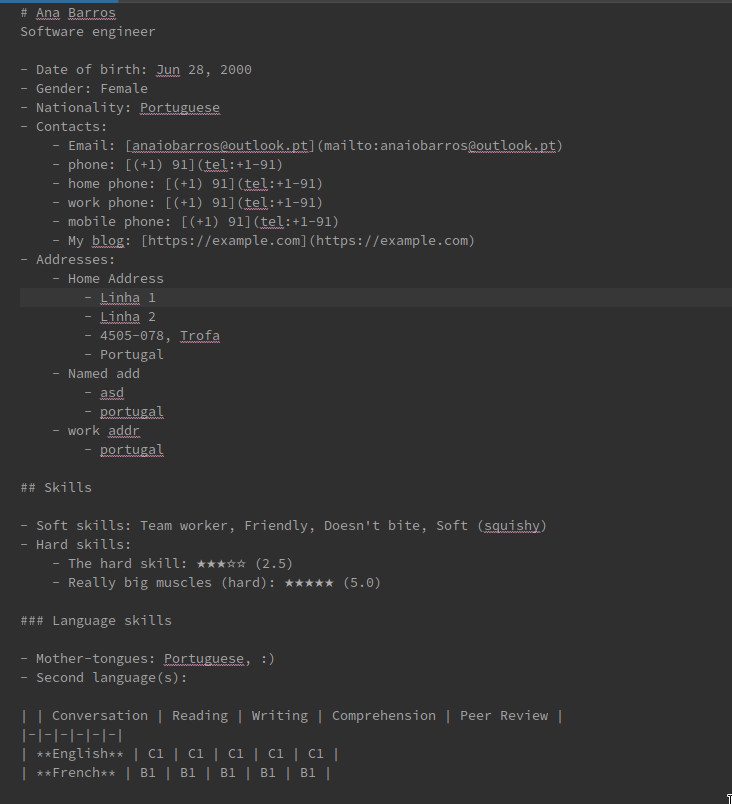 # Ana Barros
Software engineer
- Date of birth: Jun 28, 2000
- Gender: Female
- Nationality: Portuguese
- Contacts:
- Email: [anaiobarros@outlook.pt](mailto:anaiobarros@outlook.pt)
- phone: [(+1) 91](tel:+1-91)
- home phone: [(+1) 91](tel:+1-91)
- work phone: [(+1) 91](tel:+1-91)
- mobile phone: [(+1) 91](tel:+1-91)
- My blog: [https://example.com](https://example.com)
- Addresses:
- Home Address
- Linha 1
- Linha 2
- 4505-078, Trofa
- Portugal
- Named add
- asd
- portugal
- work addr
- portugal
## Skills
- Soft skills: Team worker, Friendly, Doesn't bite, Soft (squishy)
- Hard skills:
- The hard skill: ★★★☆☆ (2.5)
- Really big muscles (hard): ★★★★★ (5.0)
### Language skills
- Mother-tongues: Portuguese, :)
- Second language(s):
| | Conversation | Reading | Writing | Comprehension | Peer Review |
|-|-|-|-|-|-|
| **English** | C1 | C1 | C1 | C1 | C1 |
| **French** | B1 | B1 | B1 | B1 | B1 |